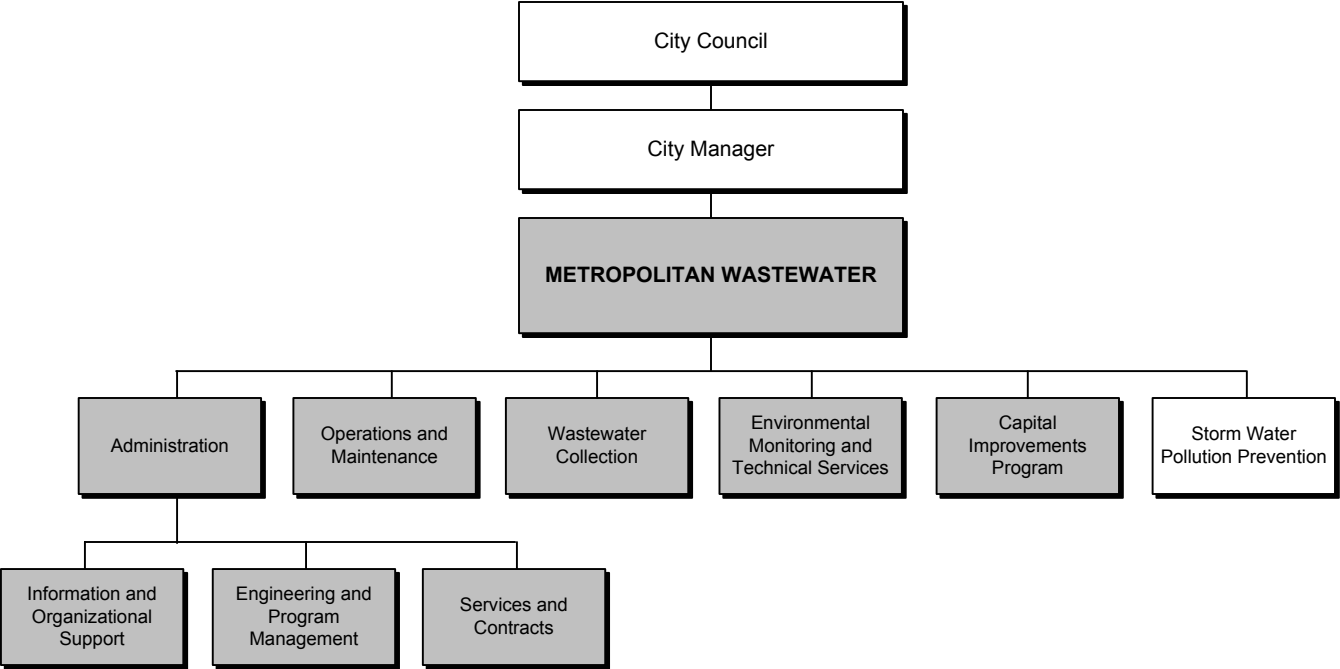 City Council
City Manager
METROPOLITAN WASTEWATER
Administration
Operations and
Maintenance
Wastewater
Collection
Environmental
Monitoring and
Technical Services
Capital
Improvements
Program
Storm Water
Pollution Prevention
Information and
Organizational
Support
Engineering and
Program
Management
Services and
Contracts